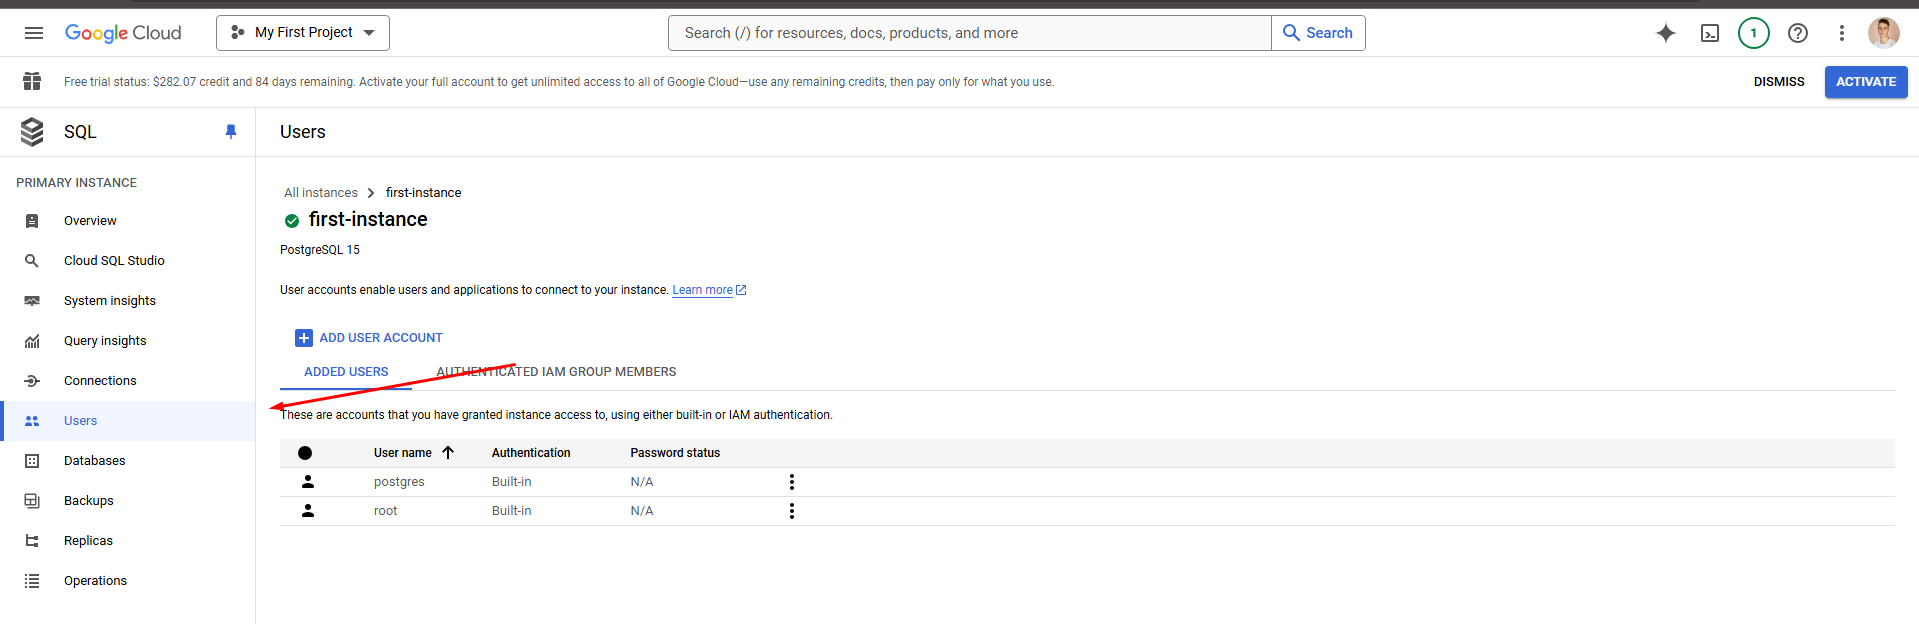 Google Cloud
My First Project
Search (/) for resources, docs, products, and more
Search
1
Free trial status: $282.07 credit and 84 days remaining. Activate your full account to get unlimited access to all of Google Cloud—use any remaining credits, then pay only for what you use.
DISMISS
ACTIVATE
SQL
Users
PRIMARY INSTANCE
Overview
Cloud SQL Studio
System insights
Query insights
Connections
Users
Databases
Backups
Replicas
Operations
All instances > first-instance
first-instance
PostgreSQL 15
User accounts enable users and applications to connect to your instance. Learn more
ADD USER ACCOUNT
ADDED USERS AUTHENTICATED IAM GROUP MEMBERS
These are accounts that you have granted instance access to, using either built-in or IAM authentication.
User name Authentication Password status
postgres Built-in N/A
root Built-in N/A